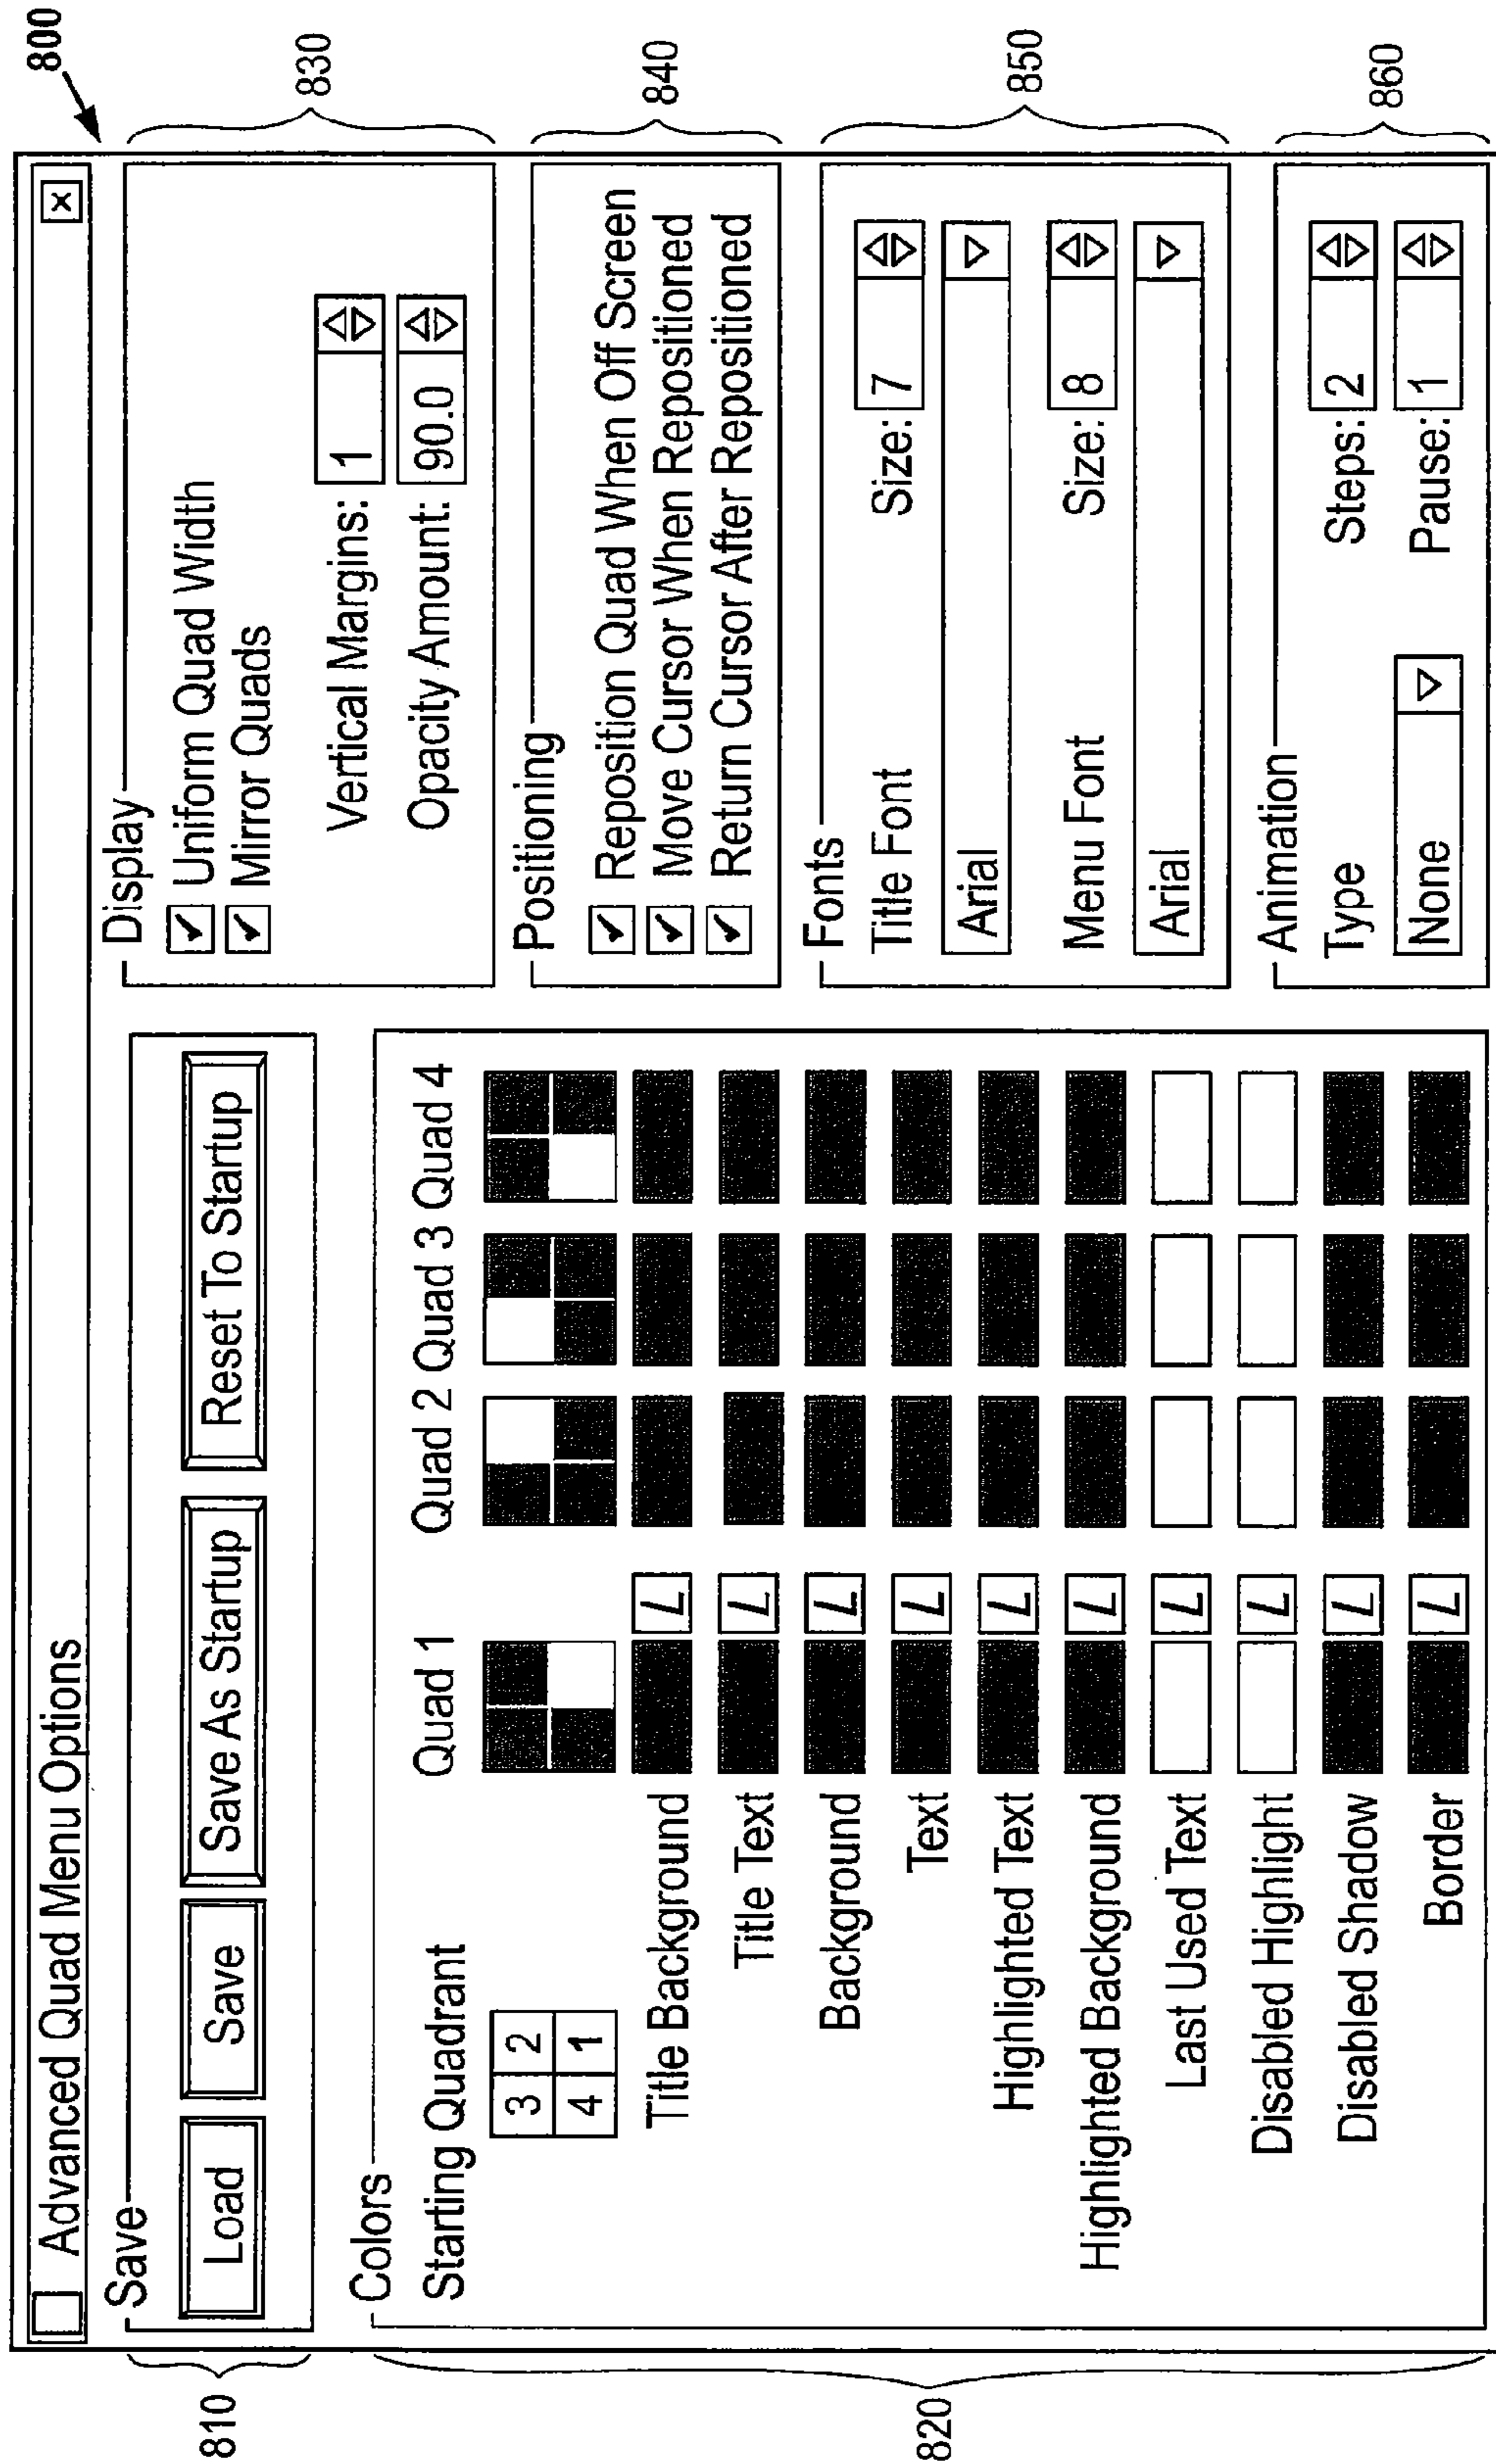 800
Advanced Quad Menu Options
x
810
Save
Load
Save
Save As Startup
Reset To Startup
820
Colors
Starting Quadrant
Quad 1
Quad 2
Quad 3
Quad 4
3 2
4 1
Title Background L
Title Text L
Background L
Text L
Highlighted Text L
Highlighted Background L
Last Used Text L
Disabled Highlight L
Disabled Shadow L
Border L
Display
830
Uniform Quad Width
Mirror Quads
Vertical Margins: 1
Opacity Amount: 90.0
Positioning
840
Reposition Quad When Off Screen
Move Cursor When Repositioned
Return Cursor After Repositioned
Fonts
850
Title Font Size: 7
Arial
Menu Font Size: 8
Arial
Animation
860
Type Steps: 2
None Pause: 1